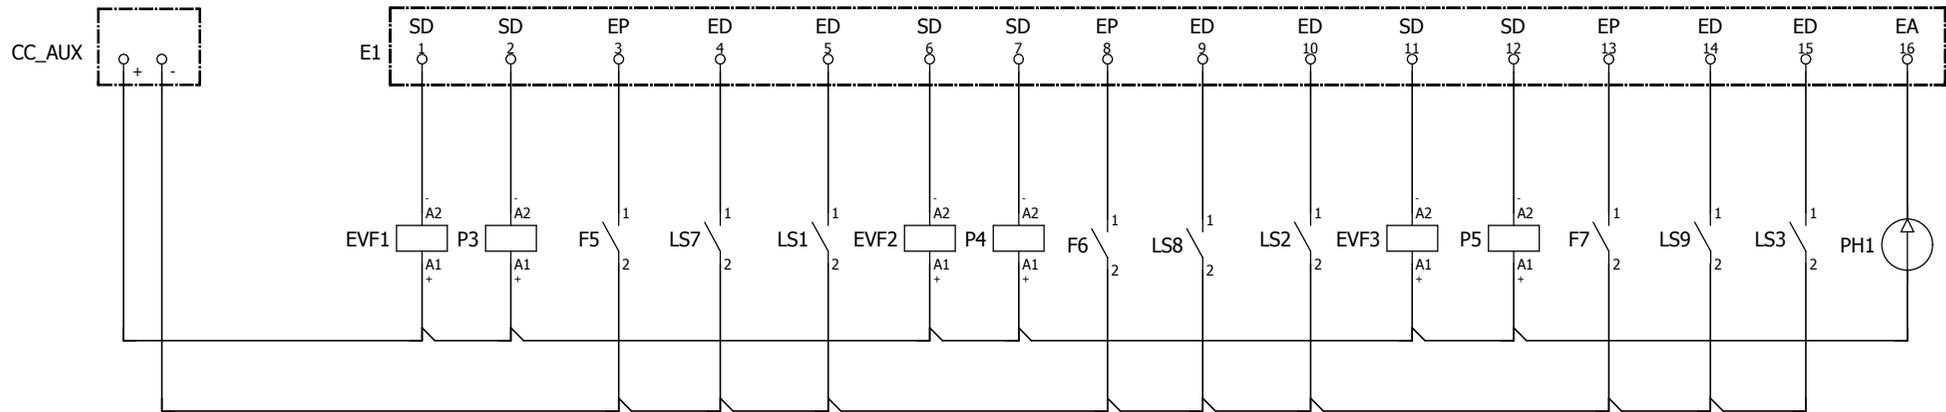 SD SD EP ED ED SD SD EP ED ED SD SD EP ED ED EA
CC_AUX E1 1 2 3 4 5 6 7 8 9 10 11 12 13 14 15 16
+ -
- - - - - -
A2 A2 1 1 1 A2 A2 1 1 1 A2 A2 1 1 1
EVF1 P3 F5 LS7 LS1 EVF2 P4 F6 LS8 LS2 EVF3 P5 F7 LS9 LS3 PH1
A1 A1 2 2 2 A1 A1 2 2 2 A1 A1 2 2 2
+ + + + + +